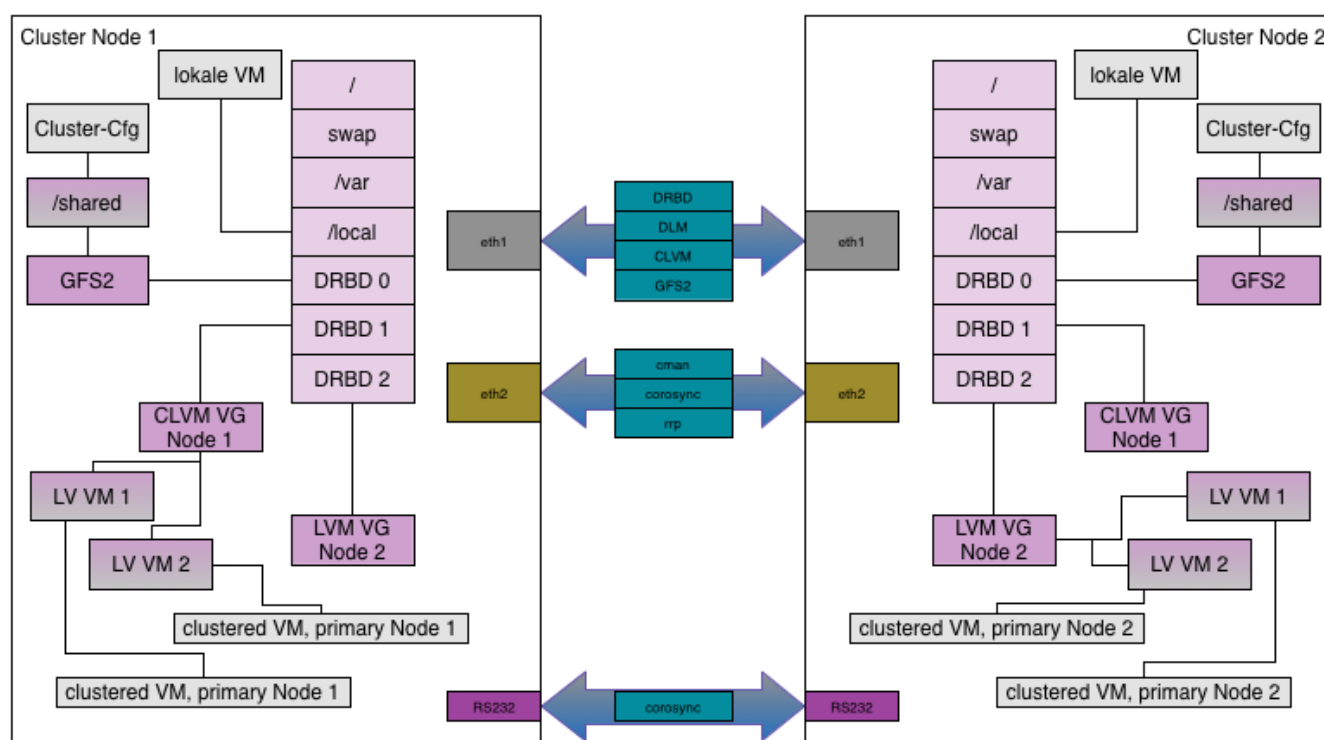 Cluster Node 1
lokale VM
Cluster-Cfg
/shared
GFS2
/
swap
/var
/local
DRBD 0
DRBD 1
DRBD 2
CLVM VG
Node 1
LV VM 1
LV VM 2
LVM VG
Node 2
clustered VM, primary Node 1
clustered VM, primary Node 1
eth1
eth2
RS232
DRBD
DLM
CLVM
GFS2
cman
corosync
rrp
corosync
eth1
eth2
RS232
Cluster Node 2
/
swap
/var
/local
DRBD 0
DRBD 1
DRBD 2
lokale VM
Cluster-Cfg
/shared
GFS2
CLVM VG
Node 1
LVM VG
Node 2
LV VM 1
LV VM 2
clustered VM, primary Node 2
clustered VM, primary Node 2